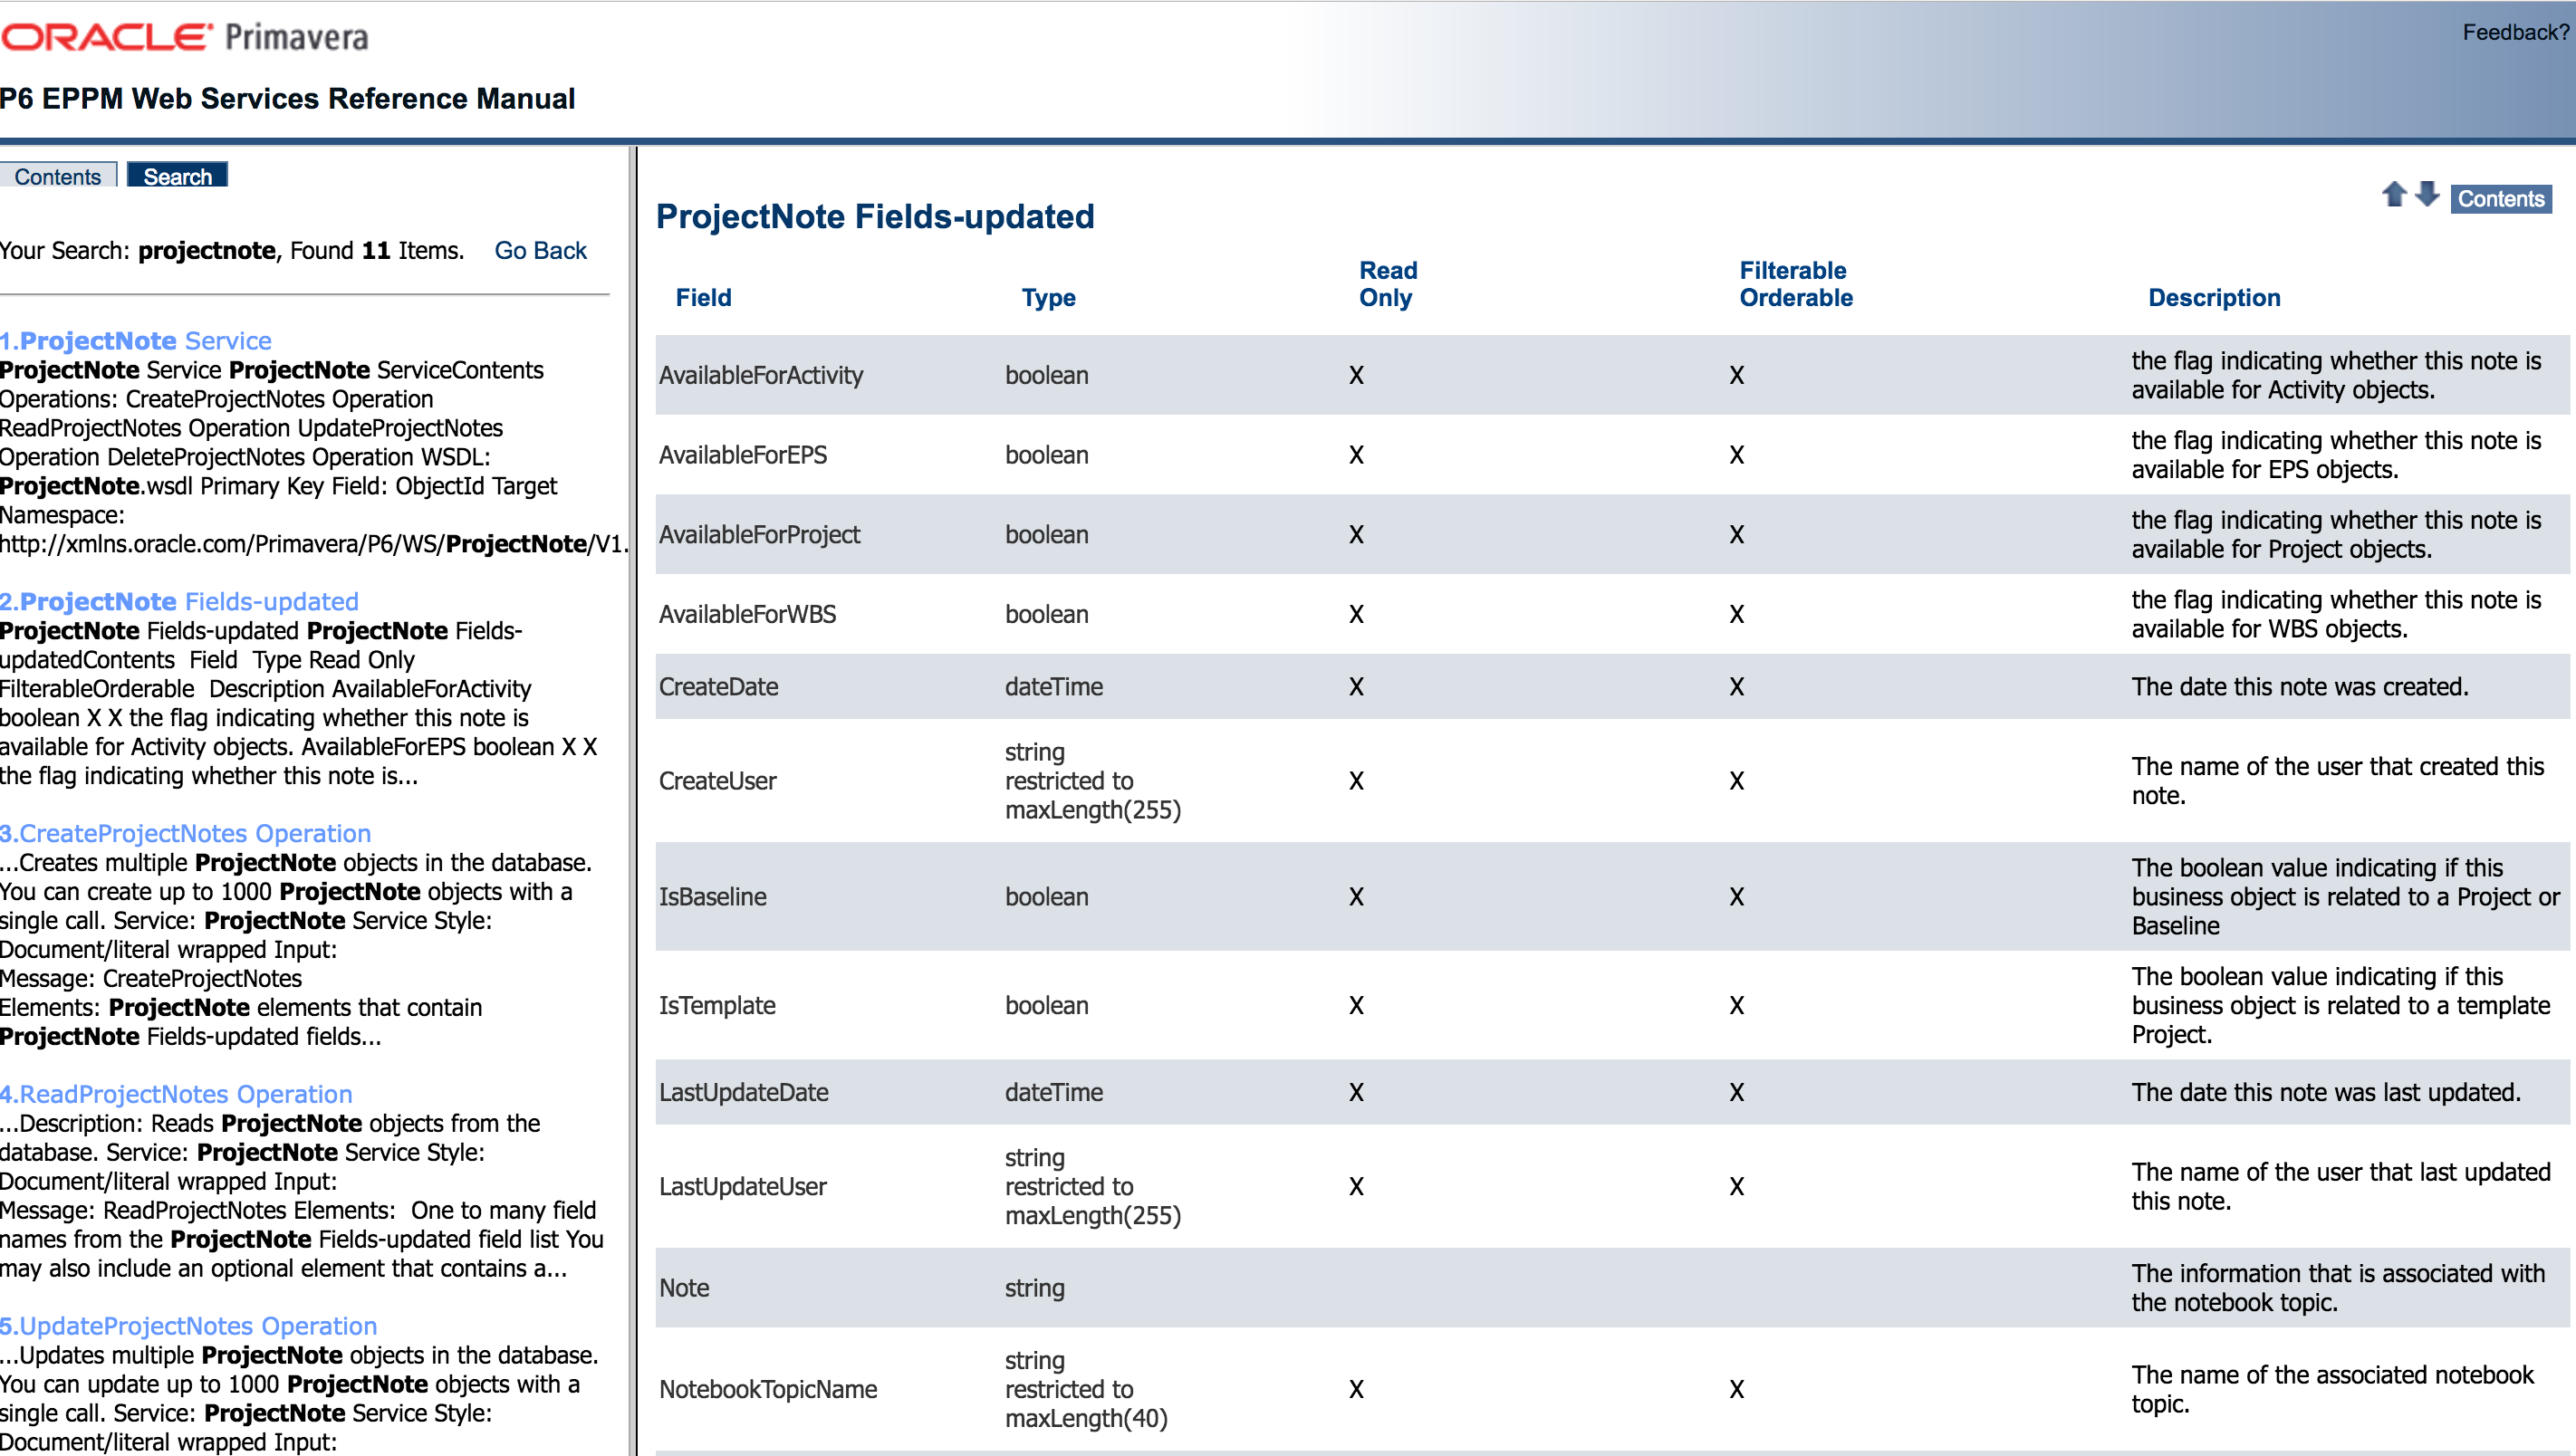 ORACLE Primavera
Feedback?
P6 EPPM Web Services Reference Manual
Contents Search
Your Search: projectnote, Found 11 Items. Go Back
1.ProjectNote Service
ProjectNote Service ProjectNote ServiceContents
Operations: CreateProjectNotes Operation
ReadProjectNotes Operation UpdateProjectNotes
Operation DeleteProjectNotes Operation WSDL:
ProjectNote.wsdl Primary Key Field: ObjectId Target
Namespace:
http://xmlns.oracle.com/Primavera/P6/WS/ProjectNote/V1.
2.ProjectNote Fields-updated
ProjectNote Fields-updated ProjectNote Fields-
updatedContents Field Type Read Only
FilterableOrderable Description AvailableForActivity
boolean X X the flag indicating whether this note is
available for Activity objects. AvailableForEPS boolean X X
the flag indicating whether this note is...
3.CreateProjectNotes Operation
...Creates multiple ProjectNote objects in the database.
You can create up to 1000 ProjectNote objects with a
single call. Service: ProjectNote Service Style:
Document/literal wrapped Input:
Message: CreateProjectNotes
Elements: ProjectNote elements that contain
ProjectNote Fields-updated fields...
4.ReadProjectNotes Operation
...Description: Reads ProjectNote objects from the
database. Service: ProjectNote Service Style:
Document/literal wrapped Input:
Message: ReadProjectNotes Elements: One to many field
names from the ProjectNote Fields-updated field list You
may also include an optional element that contains a...
5.UpdateProjectNotes Operation
...Updates multiple ProjectNote objects in the database.
You can update up to 1000 ProjectNote objects with a
single call. Service: ProjectNote Service Style:
Document/literal wrapped Input:
Contents
ProjectNote Fields-updated
Field Type Read Only Filterable Orderable Description
AvailableForActivity boolean X X the flag indicating whether this note is
available for Activity objects.
AvailableForEPS boolean X X the flag indicating whether this note is
available for EPS objects.
AvailableForProject boolean X X the flag indicating whether this note is
available for Project objects.
AvailableForWBS boolean X X the flag indicating whether this note is
available for WBS objects.
CreateDate dateTime X X The date this note was created.
CreateUser string
restricted to
maxLength(255) X X The name of the user that created this
note.
IsBaseline boolean X X The boolean value indicating if this
business object is related to a Project or
Baseline
IsTemplate boolean X X The boolean value indicating if this
business object is related to a template
Project.
LastUpdateDate dateTime X X The date this note was last updated.
LastUpdateUser string
restricted to
maxLength(255) X X The name of the user that last updated
this note.
Note string The information that is associated with
the notebook topic.
NotebookTopicName string
restricted to
maxLength(40) X X The name of the associated notebook
topic.